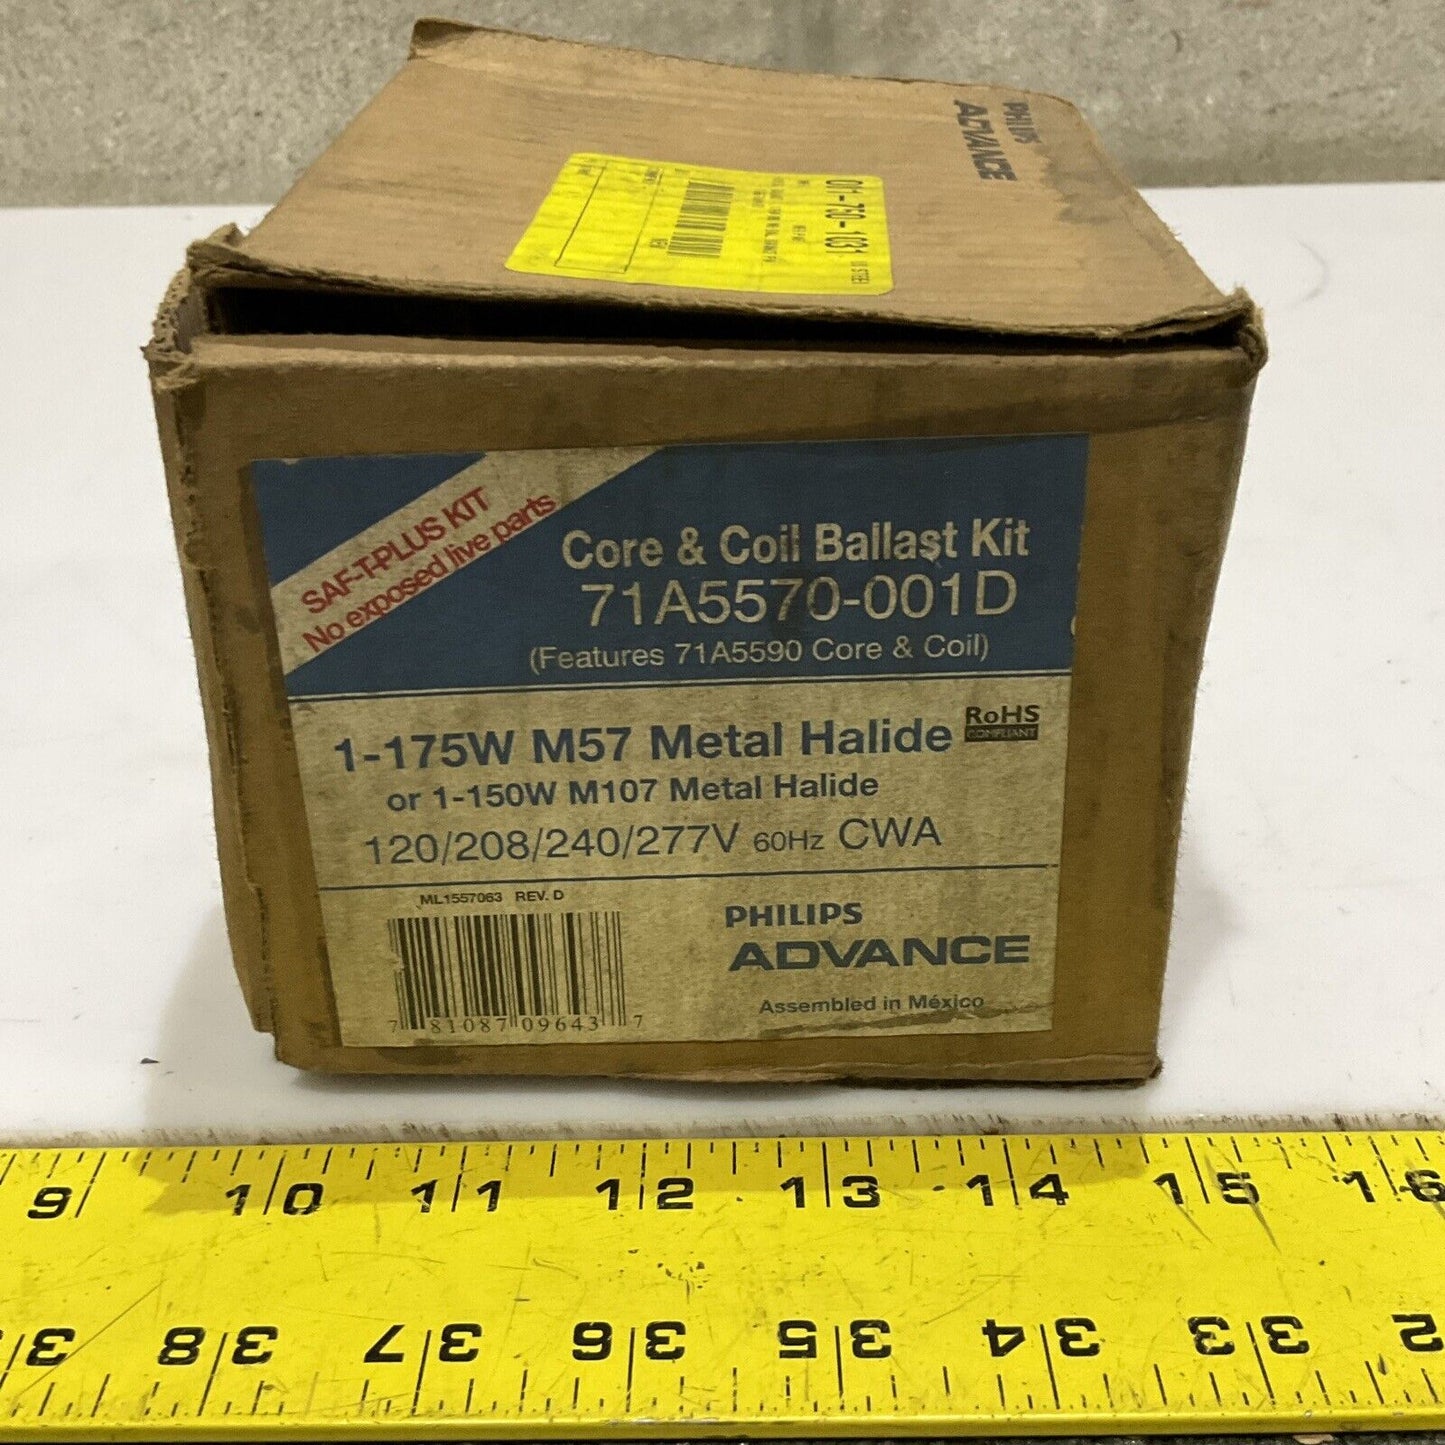 PHILIPS
ADVANCE
011-750-1031
SAF-T-PLUS KIT
No exposed live parts
Core & Coil Ballast Kit
71A5570-001D
(Features 71A5590 Core & Coil)
1-175W M57 Metal Halide
RoHS
COMPLIANT
or 1-150W M107 Metal Halide
120/208/240/277V 60Hz CWA
ML1557063 REV. D
7 81087 09643 7
PHILIPS
ADVANCE
Assembled in México
9 10 11 12 13 14 15 16
38 37 36 35 34 33